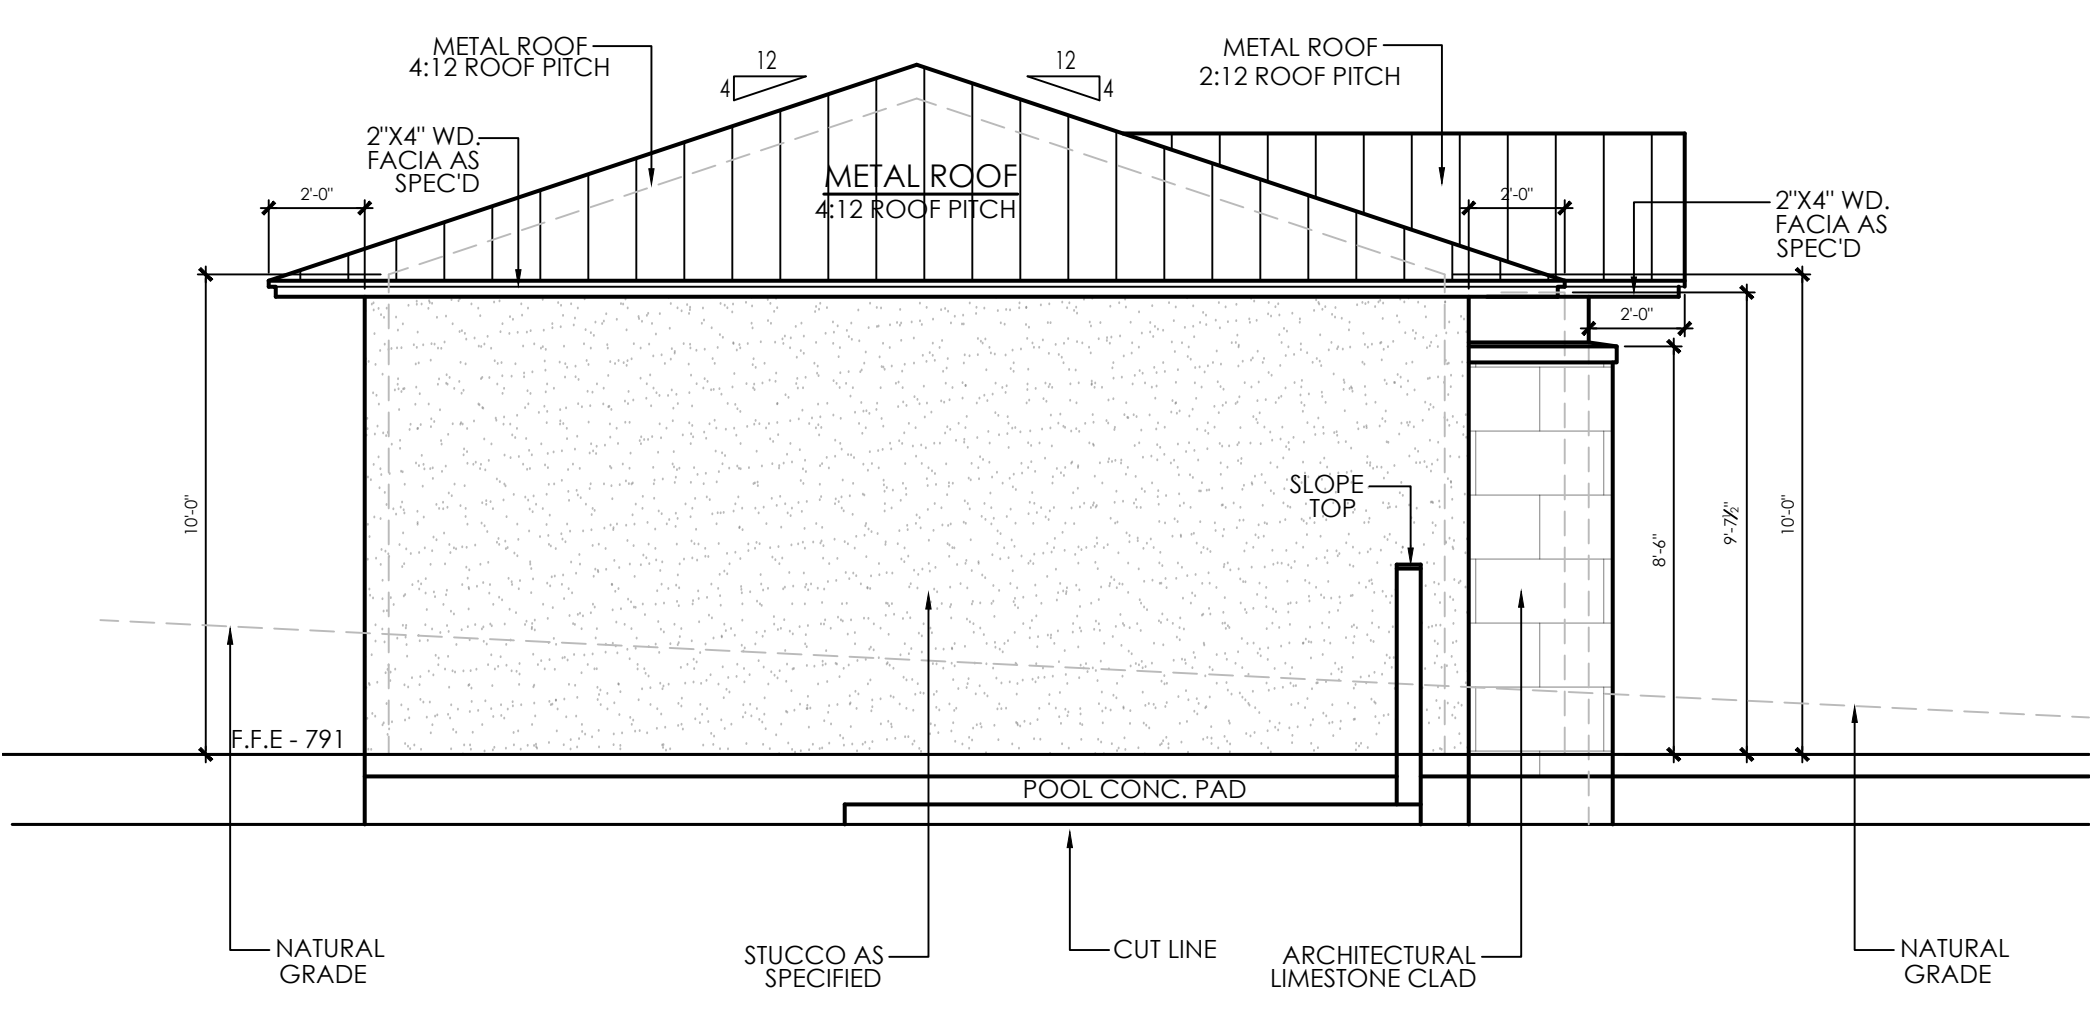 METAL ROOF
4:12 ROOF PITCH
12
4
12
4
METAL ROOF
2:12 ROOF PITCH
2"X4" WD.
FACIA AS
SPEC'D
2'-0"
METAL ROOF
4:12 ROOF PITCH
2'-0"
2"X4" WD.
FACIA AS
SPEC'D
2'-0"
10'-0"
SLOPE
TOP
8'-6"
9'-7½"
10'-0"
F.F.E - 791
POOL CONC. PAD
NATURAL
GRADE
STUCCO AS
SPECIFIED
CUT LINE
ARCHITECTURAL
LIMESTONE CLAD
NATURAL
GRADE